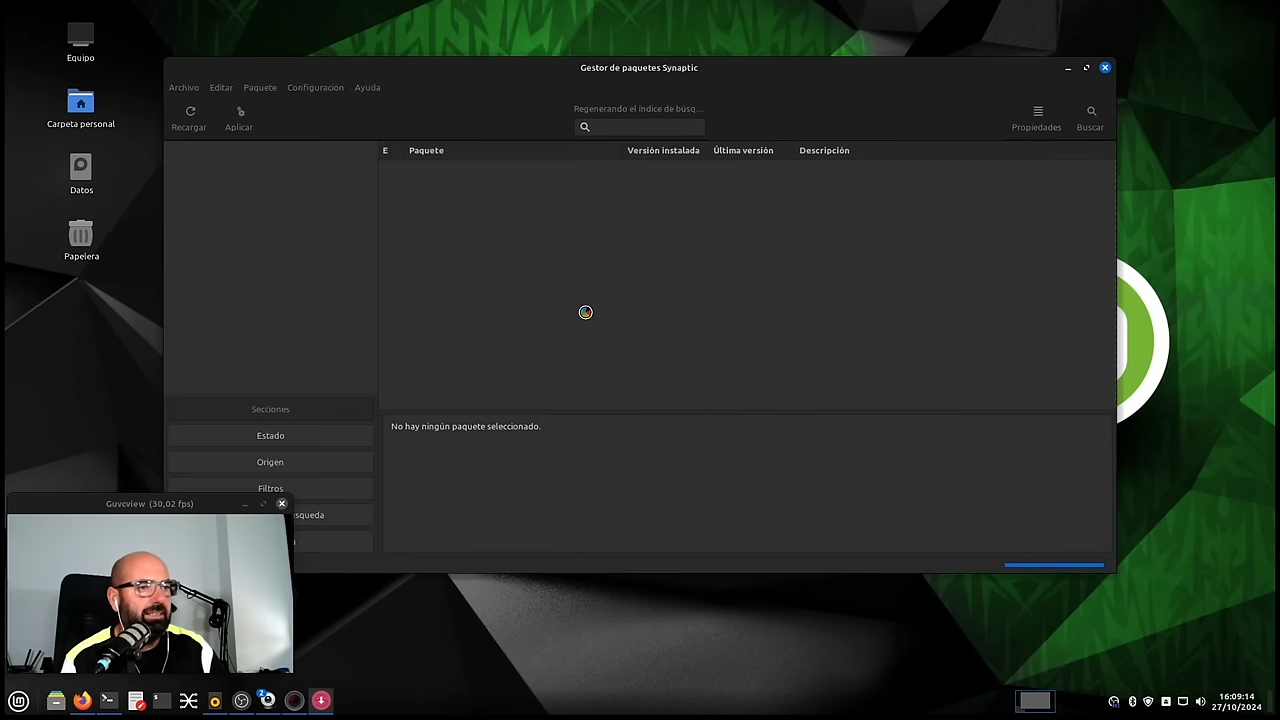 Equipo
Carpeta personal
Datos
Papelera
Gestor de paquetes Synaptic
Archivo Editar Paquete Configuración Ayuda
Recargar Aplicar
Regenerando el índice de búsq...
Propiedades Buscar
E Paquete Versión instalada Última versión Descripción
Secciones
Estado
Origen
Filtros
No hay ningún paquete seleccionado.
Guvcview (30,02 fps)
2
16:09:14
27/10/2024